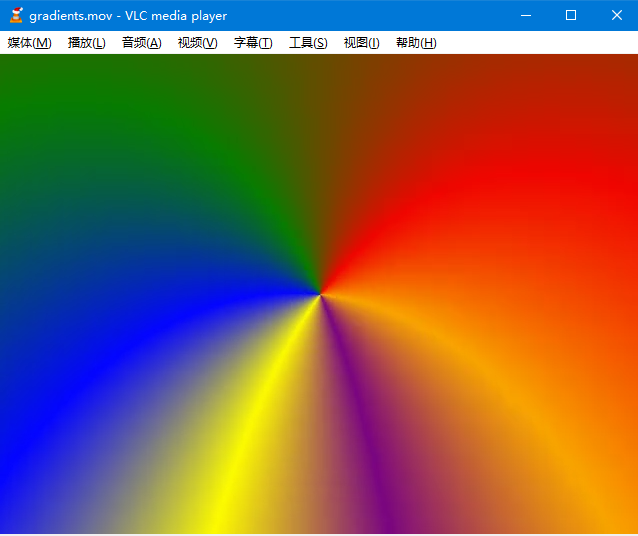 gradients.mov - VLC media player
媒体(M) 播放(L) 音频(A) 视频(V) 字幕(T) 工具(S) 视图(I) 帮助(H)